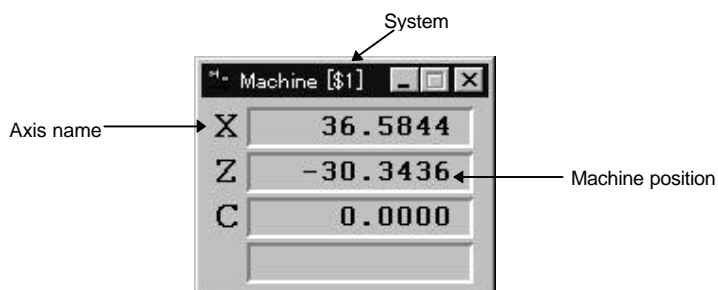 System
Machine [$1]
Axis name
X 36.5844
Z -30.3436
Machine position
C 0.0000